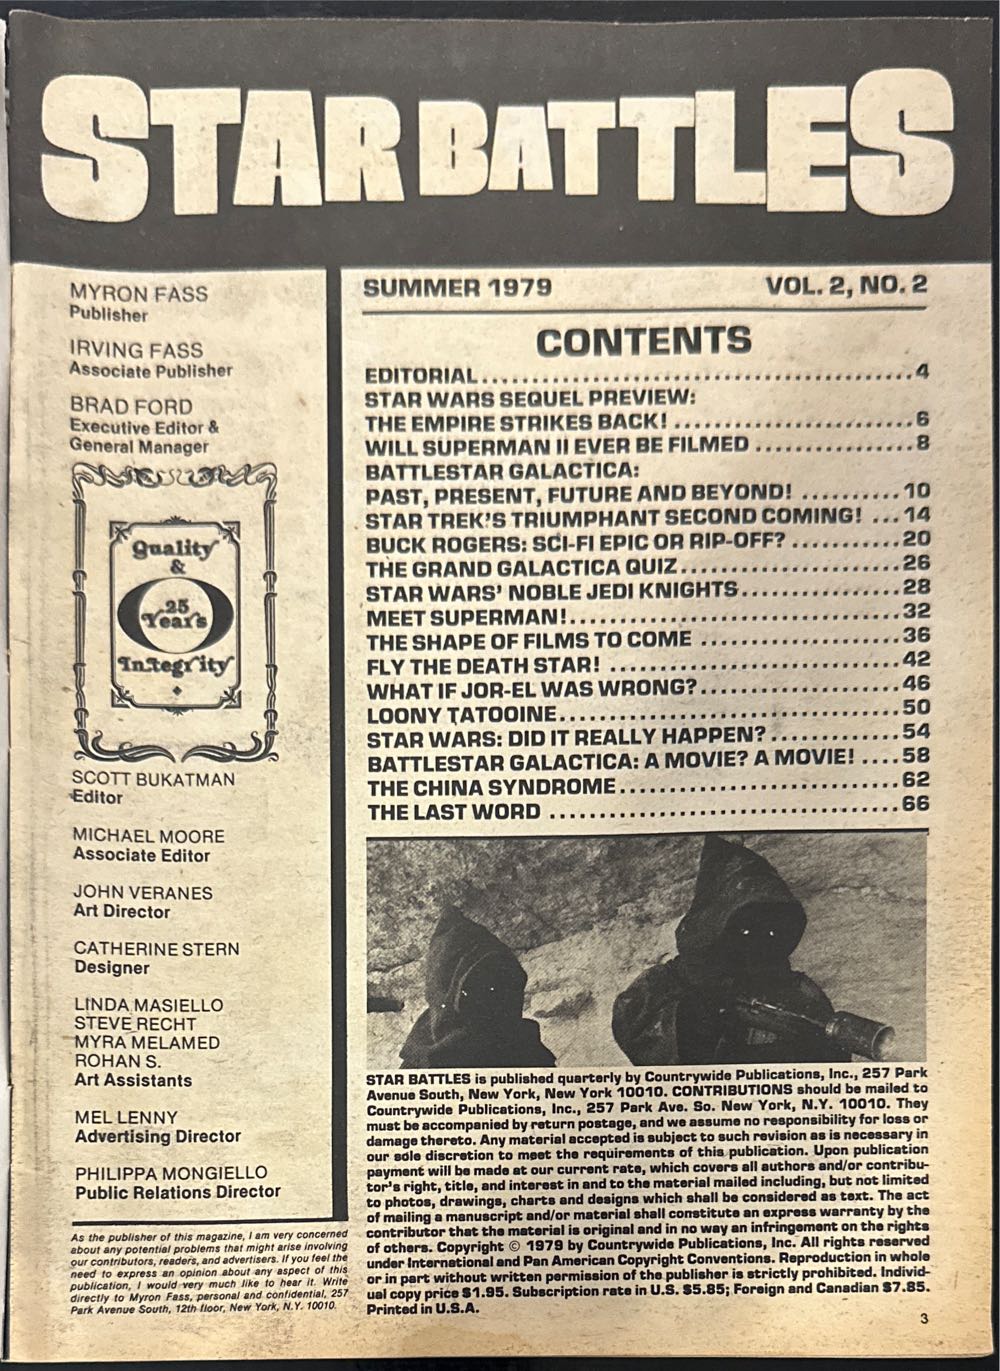 STAR BATTLES
MYRON FASS
Publisher
IRVING FASS
Associate Publisher
BRAD FORD
Executive Editor &
General Manager
Quality
&
25
Years
Integrity
SCOTT BUKATMAN
Editor
MICHAEL MOORE
Associate Editor
JOHN VERANES
Art Director
CATHERINE STERN
Designer
LINDA MASIELLO
STEVE RECHT
MYRA MELAMED
ROHAN S.
Art Assistants
MEL LENNY
Advertising Director
PHILIPPA MONGIELLO
Public Relations Director
As the publisher of this magazine, I am very concerned
about any potential problems that might arise involving
our contributors, readers, and advertisers. If you feel the
need to express an opinion about any aspect of this
publication, I would very much like to hear it. Write
directly to Myron Fass, personal and confidential, 257
Park Avenue South, 12th floor, New York, N.Y. 10010.
SUMMER 1979 VOL. 2, NO. 2
CONTENTS
EDITORIAL............................................4
STAR WARS SEQUEL PREVIEW:
THE EMPIRE STRIKES BACK! ........................6
WILL SUPERMAN II EVER BE FILMED ...............8
BATTLESTAR GALACTICA:
PAST, PRESENT, FUTURE AND BEYOND! ..........10
STAR TREK'S TRIUMPHANT SECOND COMING! ...14
BUCK ROGERS: SCI-FI EPIC OR RIP-OFF? ...........20
THE GRAND GALACTICA QUIZ.......................26
STAR WARS' NOBLE JEDI KNIGHTS.................28
MEET SUPERMAN!..................................32
THE SHAPE OF FILMS TO COME .....................36
FLY THE DEATH STAR! ..............................42
WHAT IF JOR-EL WAS WRONG?.....................46
LOONY TATOOINE...................................50
STAR WARS: DID IT REALLY HAPPEN?..............54
BATTLESTAR GALACTICA: A MOVIE? A MOVIE! ....58
THE CHINA SYNDROME.............................62
THE LAST WORD ....................................66
STAR BATTLES is published quarterly by Countrywide Publications, Inc., 257 Park
Avenue South, New York, New York 10010. CONTRIBUTIONS should be mailed to
Countrywide Publications, Inc., 257 Park Ave. So. New York, N.Y. 10010. They
must be accompanied by return postage, and we assume no responsibility for loss or
damage thereto. Any material accepted is subject to such revision as is necessary in
our sole discretion to meet the requirements of this publication. Upon publication
payment will be made at our current rate, which covers all authors and/or contribu-
tor's right, title, and interest in and to the material mailed including, but not limited
to photos, drawings, charts and designs which shall be considered as text. The act
of mailing a manuscript and/or material shall constitute an express warranty by the
contributor that the material is original and in no way an infringement on the rights
of others. Copyright © 1979 by Countrywide Publications, Inc. All rights reserved
under International and Pan American Copyright Conventions. Reproduction in whole
or in part without written permission of the publisher is strictly prohibited. Individ-
ual copy price $1.95. Subscription rate in U.S. $5.85; Foreign and Canadian $7.85.
Printed in U.S.A.
3